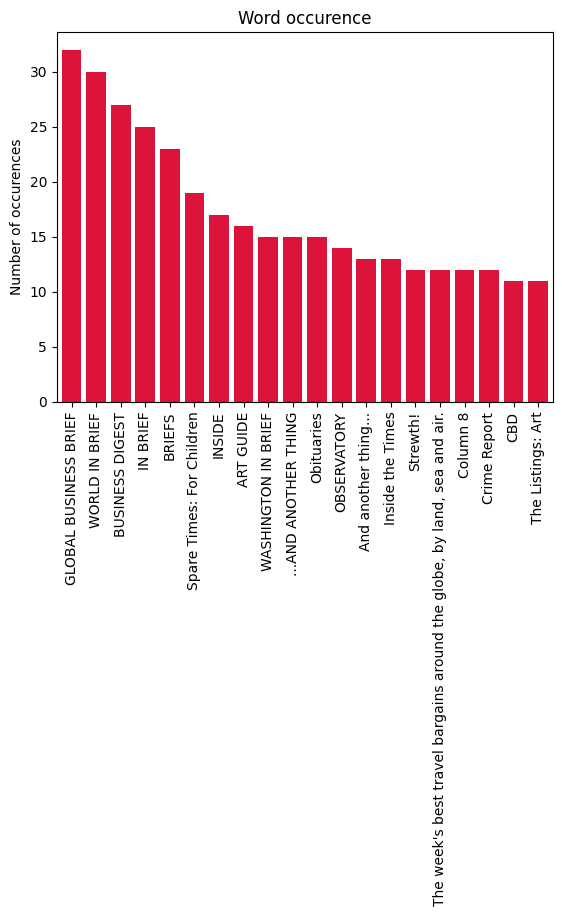 Word occurence
Number of occurences
30
25
20
15
10
5
0
GLOBAL BUSINESS BRIEF
WORLD IN BRIEF
BUSINESS DIGEST
IN BRIEF
BRIEFS
Spare Times: For Children
INSIDE
ART GUIDE
WASHINGTON IN BRIEF
...AND ANOTHER THING
Obituaries
OBSERVATORY
And another thing...
Inside the Times
Strewth!
The week's best travel bargains around the globe, by land, sea and air.
Column 8
Crime Report
CBD
The Listings: Art